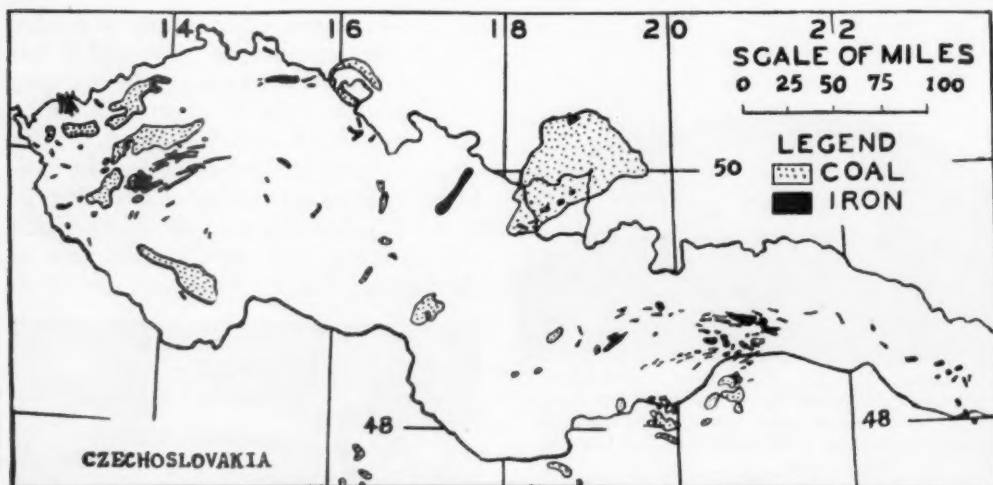 14 16 18 20 22
SCALE OF MILES
0 25 50 75 100
LEGEND
COAL
IRON
50
48
48
CZECHOSLOVAKIA